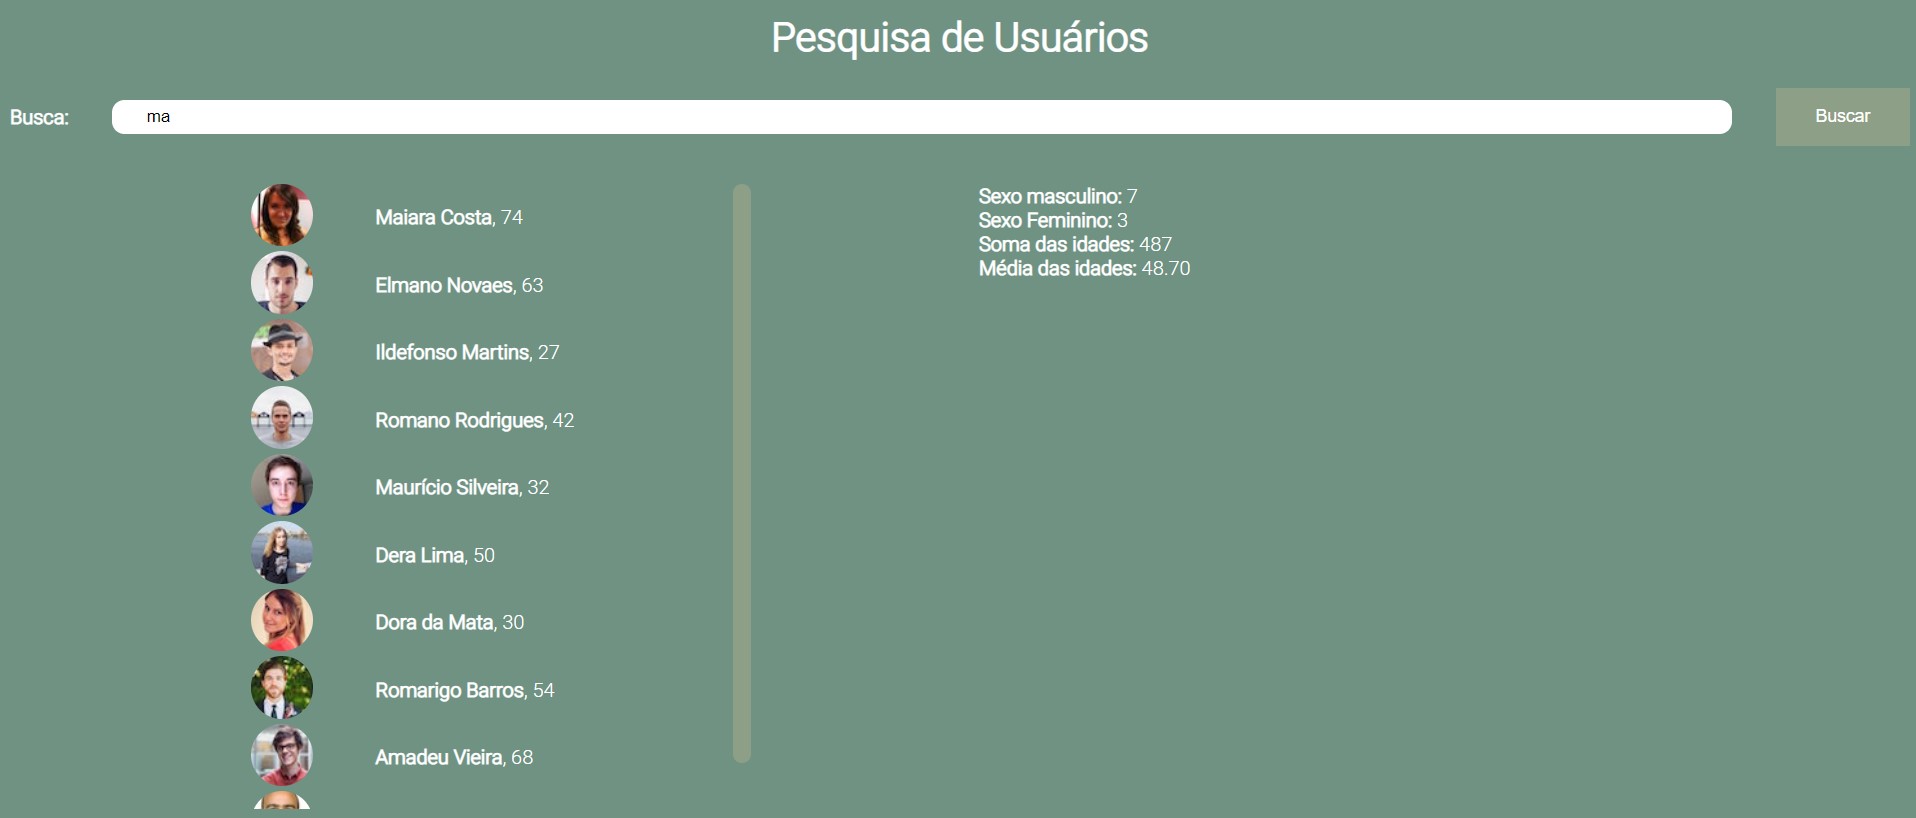 Pesquisa de Usuários
Busca: ma Buscar
Maiara Costa, 74
Elmano Novaes, 63
Ildefonso Martins, 27
Romano Rodrigues, 42
Maurício Silveira, 32
Dera Lima, 50
Dora da Mata, 30
Romarigo Barros, 54
Amadeu Vieira, 68
Sexo masculino: 7
Sexo Feminino: 3
Soma das idades: 487
Média das idades: 48.70